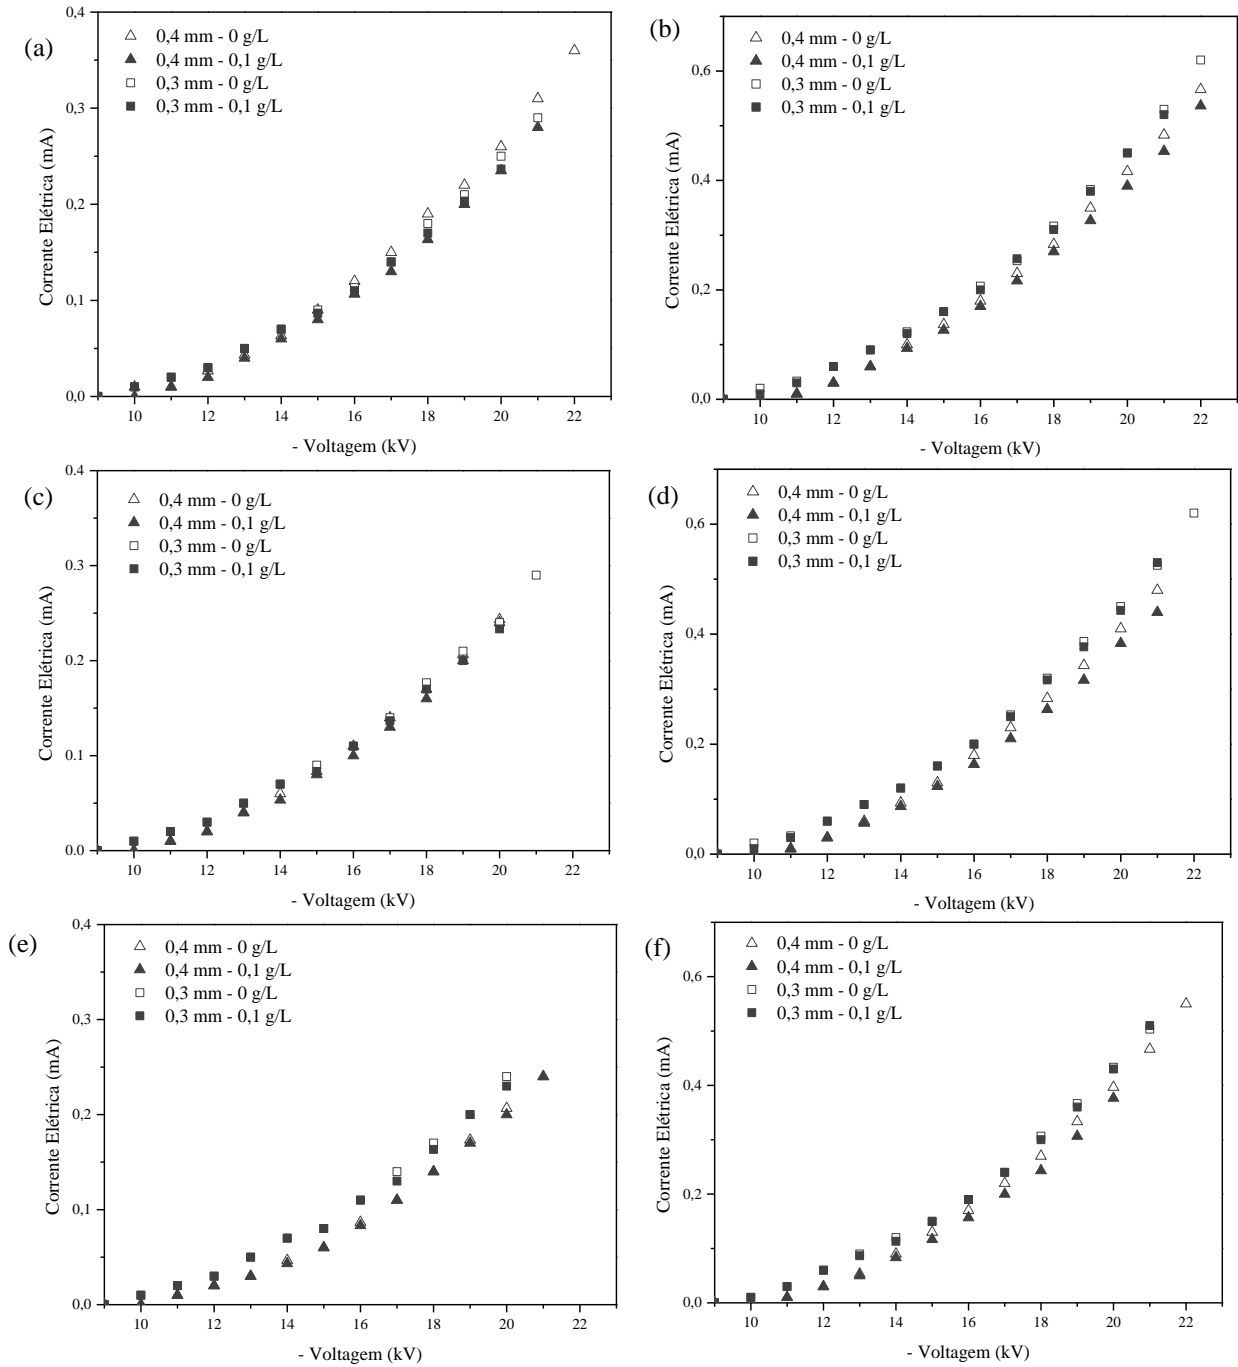 (a)
0,4 mm - 0 g/L
0,4 mm - 0,1 g/L
0,3 mm - 0 g/L
0,3 mm - 0,1 g/L
0,4
0,3
0,2
0,1
0,0
Corrente Elétrica (mA)
10 12 14 16 18 20 22
- Voltagem (kV)
(b)
0,4 mm - 0 g/L
0,4 mm - 0,1 g/L
0,3 mm - 0 g/L
0,3 mm - 0,1 g/L
0,6
0,4
0,2
0,0
Corrente Elétrica (mA)
10 12 14 16 18 20 22
- Voltagem (kV)
(c)
0,4 mm - 0 g/L
0,4 mm - 0,1 g/L
0,3 mm - 0 g/L
0,3 mm - 0,1 g/L
0,4
0,3
0,2
0,1
0,0
Corrente Elétrica (mA)
10 12 14 16 18 20 22
- Voltagem (kV)
(d)
0,4 mm - 0 g/L
0,4 mm - 0,1 g/L
0,3 mm - 0 g/L
0,3 mm - 0,1 g/L
0,6
0,4
0,2
0,0
Corrente Elétrica (mA)
10 12 14 16 18 20 22
- Voltagem (kV)
(e)
0,4 mm - 0 g/L
0,4 mm - 0,1 g/L
0,3 mm - 0 g/L
0,3 mm - 0,1 g/L
0,4
0,3
0,2
0,1
0,0
Corrente Elétrica (mA)
10 12 14 16 18 20 22
- Voltagem (kV)
(f)
0,4 mm - 0 g/L
0,4 mm - 0,1 g/L
0,3 mm - 0 g/L
0,3 mm - 0,1 g/L
0,6
0,4
0,2
0,0
Corrente Elétrica (mA)
10 12 14 16 18 20 22
- Voltagem (kV)